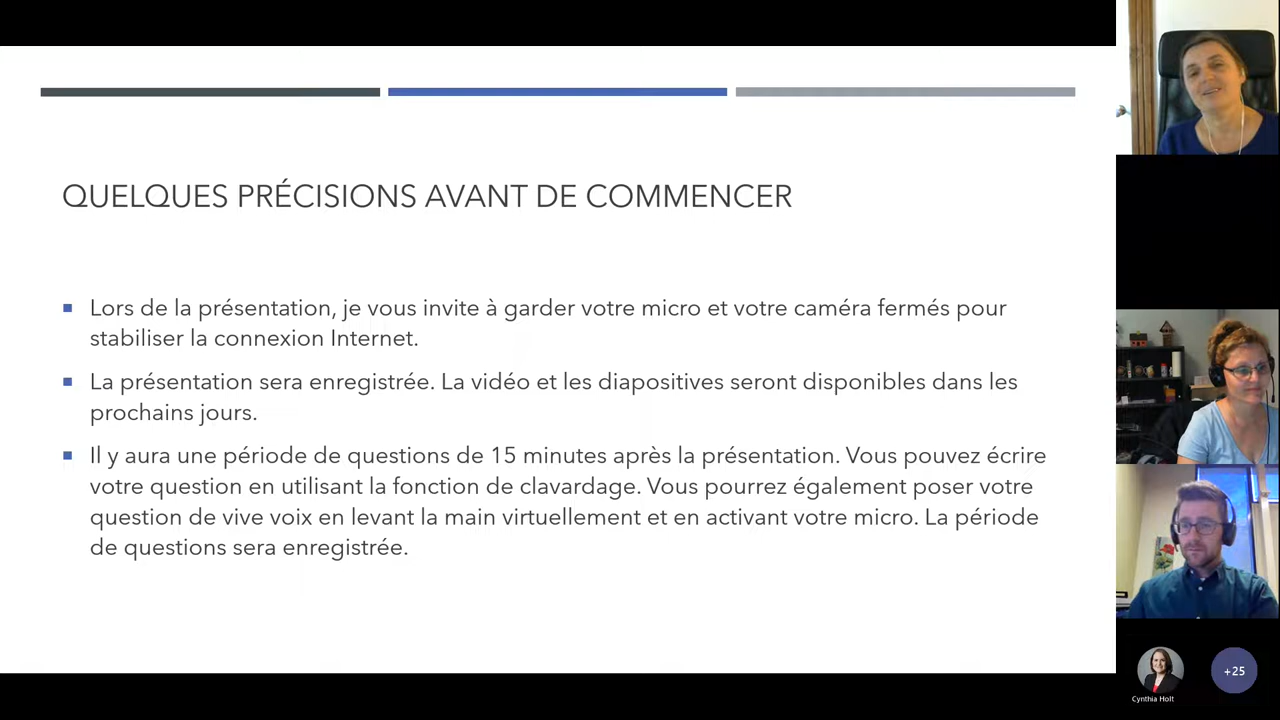 QUELQUES PRÉCISIONS AVANT DE COMMENCER
Lors de la présentation, je vous invite à garder votre micro et votre caméra fermés pour
stabiliser la connexion Internet.
La présentation sera enregistrée. La vidéo et les diapositives seront disponibles dans les
prochains jours.
Il y aura une période de questions de 15 minutes après la présentation. Vous pouvez écrire
votre question en utilisant la fonction de clavardage. Vous pourrez également poser votre
question de vive voix en levant la main virtuellement et en activant votre micro. La période
de questions sera enregistrée.
+25
Cynthia Holt